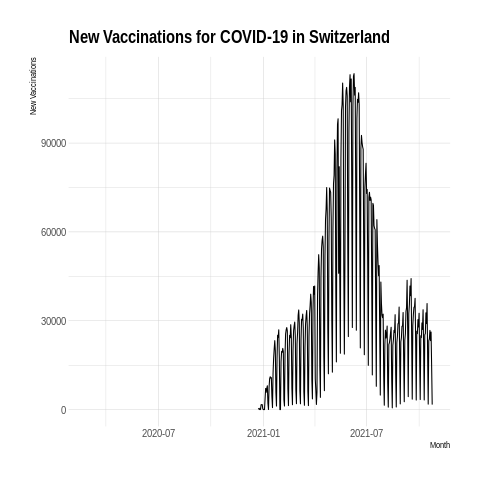 New Vaccinations for COVID-19 in Switzerland
New Vaccinations
90000
60000
30000
0
2020-07
2021-01
2021-07
Month